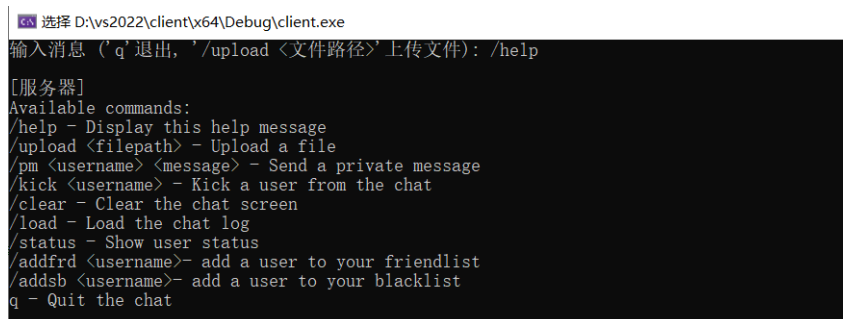 选择 D:\vs2022\client\x64\Debug\client.exe
输入消息 ('q'退出, '/upload <文件路径>'上传文件): /help
[服务器]
Available commands:
/help - Display this help message
/upload <filepath> - Upload a file
/pm <username> <message> - Send a private message
/kick <username> - Kick a user from the chat
/clear - Clear the chat screen
/load - Load the chat log
/status - Show user status
/addfrd <username>- add a user to your friendlist
/addsb <username>- add a user to your blacklist
q - Quit the chat